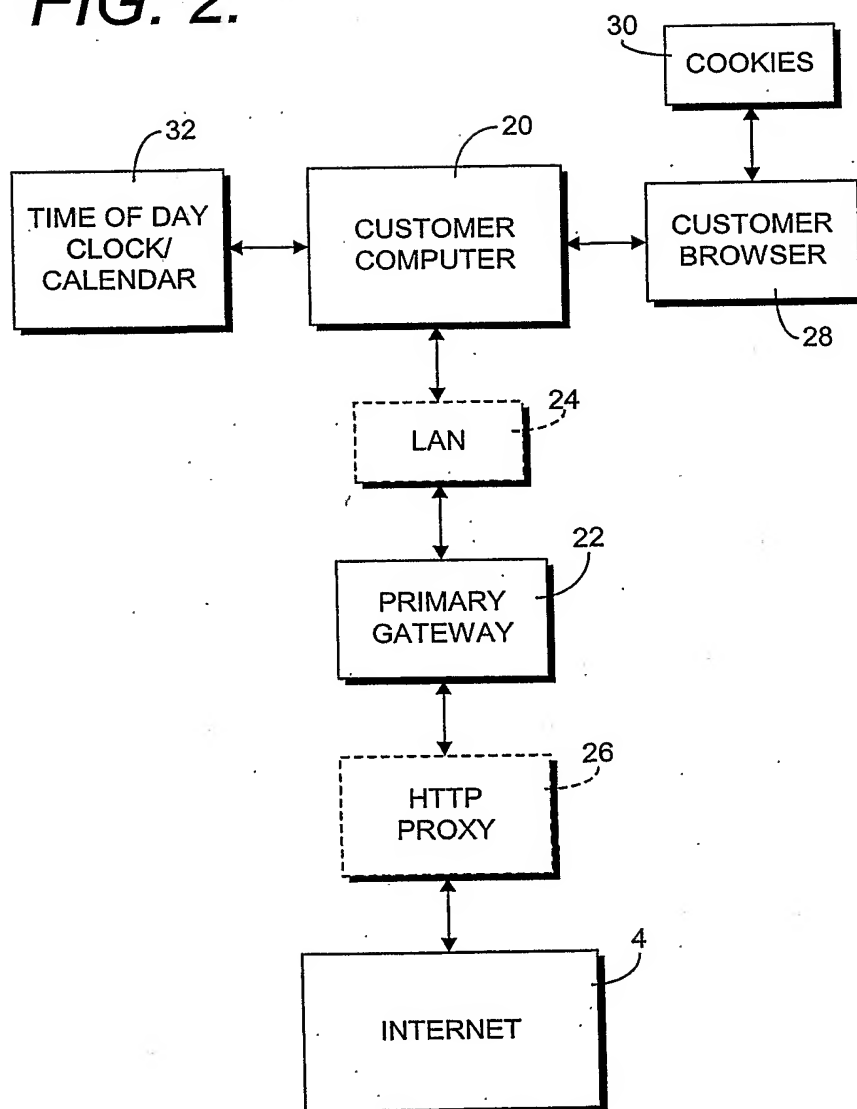 FIG. 2.
30
COOKIES
32
20
TIME OF DAY
CLOCK/
CALENDAR
CUSTOMER
COMPUTER
CUSTOMER
BROWSER
28
24
LAN
22
PRIMARY
GATEWAY
26
HTTP
PROXY
4
INTERNET